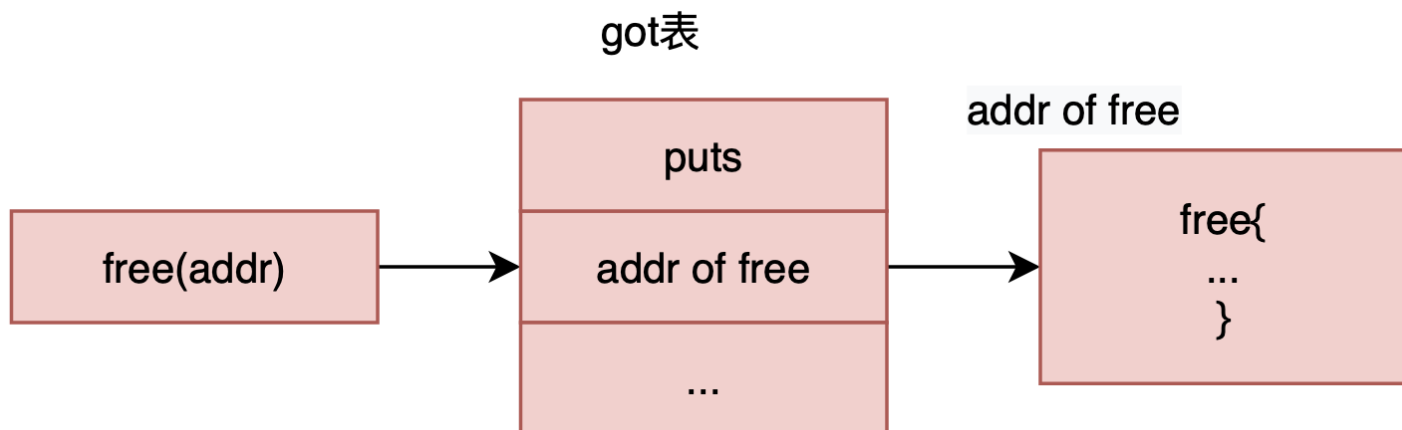 got表
puts
addr of free
free(addr)
addr of free
free{
...
}
...